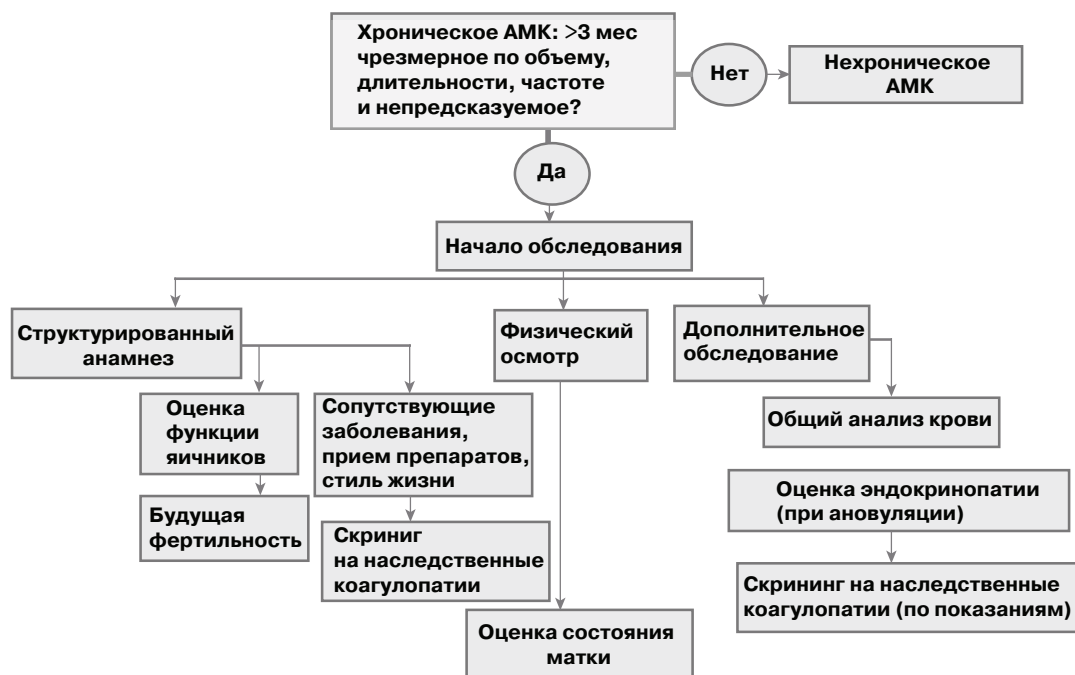 Хроническое АМК: >3 мес
чрезмерное по объему,
длительности, частоте
и непредсказуемое?
Нет
Нехроническое
АМК
Да
Начало обследования
Структурированный
анамнез
Физический
осмотр
Дополнительное
обследование
Оценка
функции
яичников
Сопутствующие
заболевания,
прием препаратов,
стиль жизни
Общий анализ крови
Будущая
фертильность
Скриниг
на наследственные
коагулопатии
Оценка эндокринопатии
(при ановуляции)
Скрининг на наследственные
коагулопатии (по показаниям)
Оценка состояния
матки